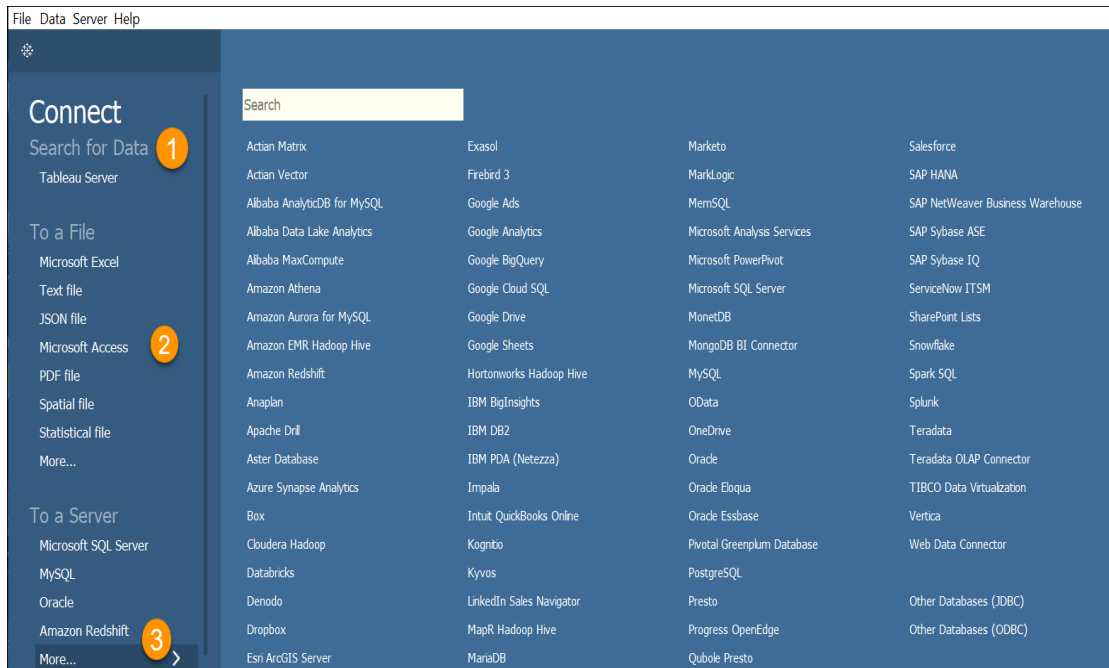 File Data Server Help
Connect
Search for Data 1
Tableau Server
To a File
Microsoft Excel
Text file
JSON file
Microsoft Access 2
PDF file
Spatial file
Statistical file
More...
To a Server
Microsoft SQL Server
MySQL
Oracle
Amazon Redshift
3
More...
Search
Actian Matrix
Actian Vector
Alibaba AnalyticDB for MySQL
Alibaba Data Lake Analytics
Alibaba MaxCompute
Amazon Athena
Amazon Aurora for MySQL
Amazon EMR Hadoop Hive
Amazon Redshift
Anaplan
Apache Drill
Aster Database
Azure Synapse Analytics
Box
Cloudera Hadoop
Databricks
Denodo
Dropbox
Esri ArcGIS Server
Exasol
Firebird 3
Google Ads
Google Analytics
Google BigQuery
Google Cloud SQL
Google Drive
Google Sheets
Hortonworks Hadoop Hive
IBM BigInsights
IBM DB2
IBM PDA (Netezza)
Impala
Intuit QuickBooks Online
Kognitio
Kyvos
LinkedIn Sales Navigator
MapR Hadoop Hive
MariaDB
Marketo
MarkLogic
MemSQL
Microsoft Analysis Services
Microsoft PowerPivot
Microsoft SQL Server
MonetDB
MongoDB BI Connector
MySQL
OData
OneDrive
Oracle
Oracle Eloqua
Oracle Essbase
Pivotal Greenplum Database
PostgreSQL
Presto
Progress OpenEdge
Qubole Presto
Salesforce
SAP HANA
SAP NetWeaver Business Warehouse
SAP Sybase ASE
SAP Sybase IQ
ServiceNow ITSM
SharePoint Lists
Snowflake
Spark SQL
Splunk
Teradata
Teradata OLAP Connector
TIBCO Data Virtualization
Vertica
Web Data Connector
Other Databases (JDBC)
Other Databases (ODBC)